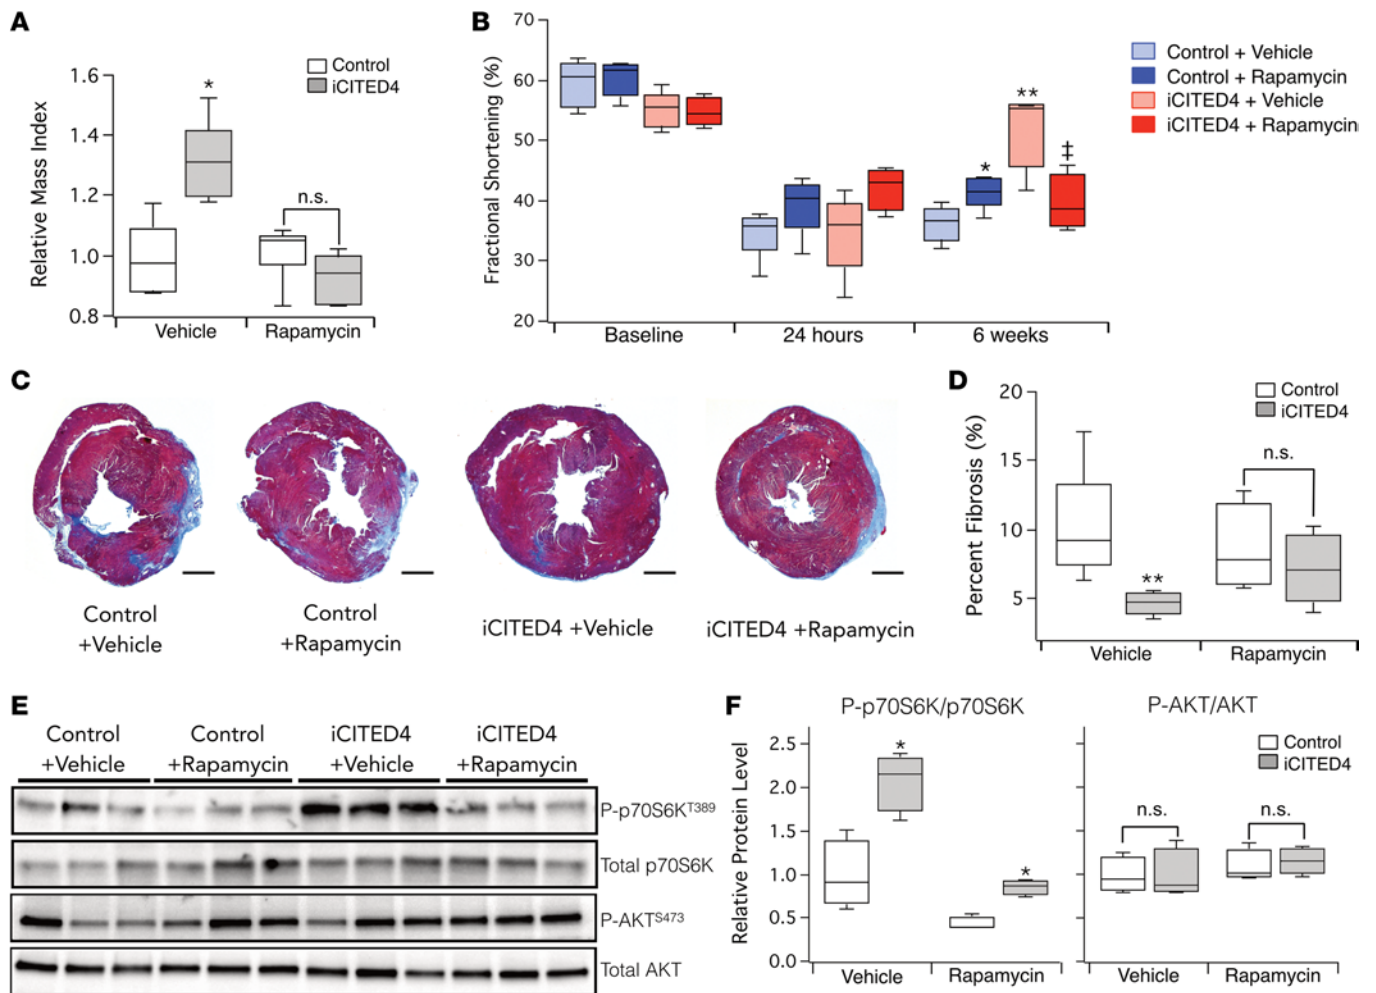 A
Control
iCITED4
Relative Mass Index
1.6
1.4
1.2
1.0
0.8
*
n.s.
Vehicle
Rapamycin
B
Fractional Shortening (%)
70
60
50
40
30
20
*
**
‡
Baseline
24 hours
6 weeks
Control + Vehicle
Control + Rapamycin
iCITED4 + Vehicle
iCITED4 + Rapamycin
C
Control
+Vehicle
Control
+Rapamycin
iCITED4 +Vehicle
iCITED4 +Rapamycin
D
Control
iCITED4
Percent Fibrosis (%)
20
15
10
5
**
n.s.
Vehicle
Rapamycin
E
Control
+Vehicle
Control
+Rapamycin
iCITED4
+Vehicle
iCITED4
+Rapamycin
P-p70S6K^T389
Total p70S6K
P-AKT^S473
Total AKT
F
P-p70S6K/p70S6K
Relative Protein Level
2.5
2.0
1.5
1.0
0.5
0.0
*
*
Vehicle
Rapamycin
P-AKT/AKT
Control
iCITED4
n.s.
n.s.
Vehicle
Rapamycin